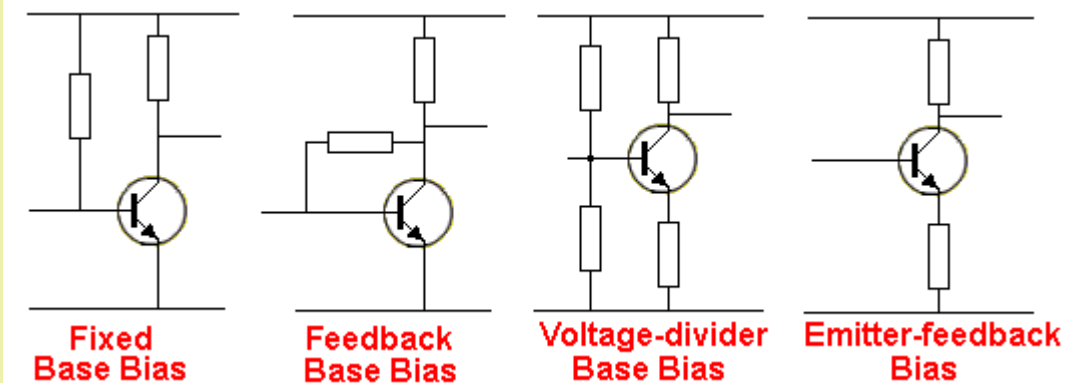 Fixed
Base Bias
Feedback
Base Bias
Voltage-divider
Base Bias
Emitter-feedback
Bias